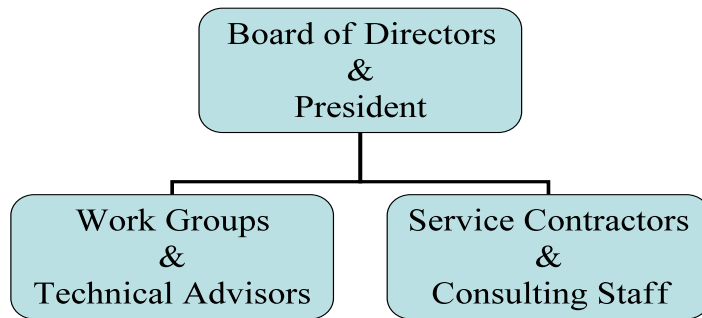 Board of Directors
&
President
Work Groups
&
Technical Advisors
Service Contractors
&
Consulting Staff